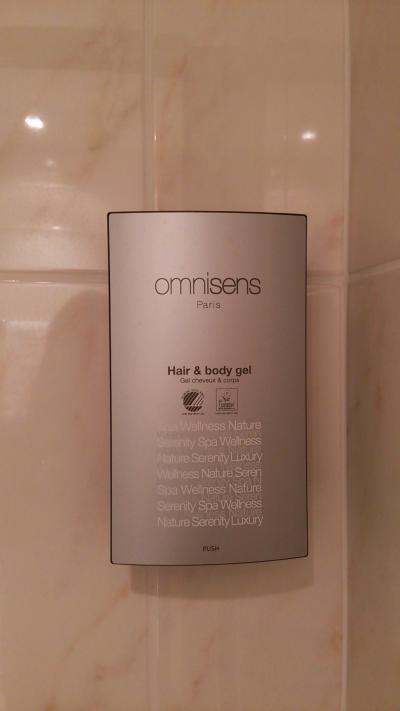 omnisens
Paris
Hair & body gel
Gel cheveux & corps
Spa Wellness Nature
Serenity Spa Wellness
Nature Serenity Luxury
Wellness Nature Seren
Spa Wellness Nature
Serenity Spa Wellness
Nature Serenity Luxury
PUSH